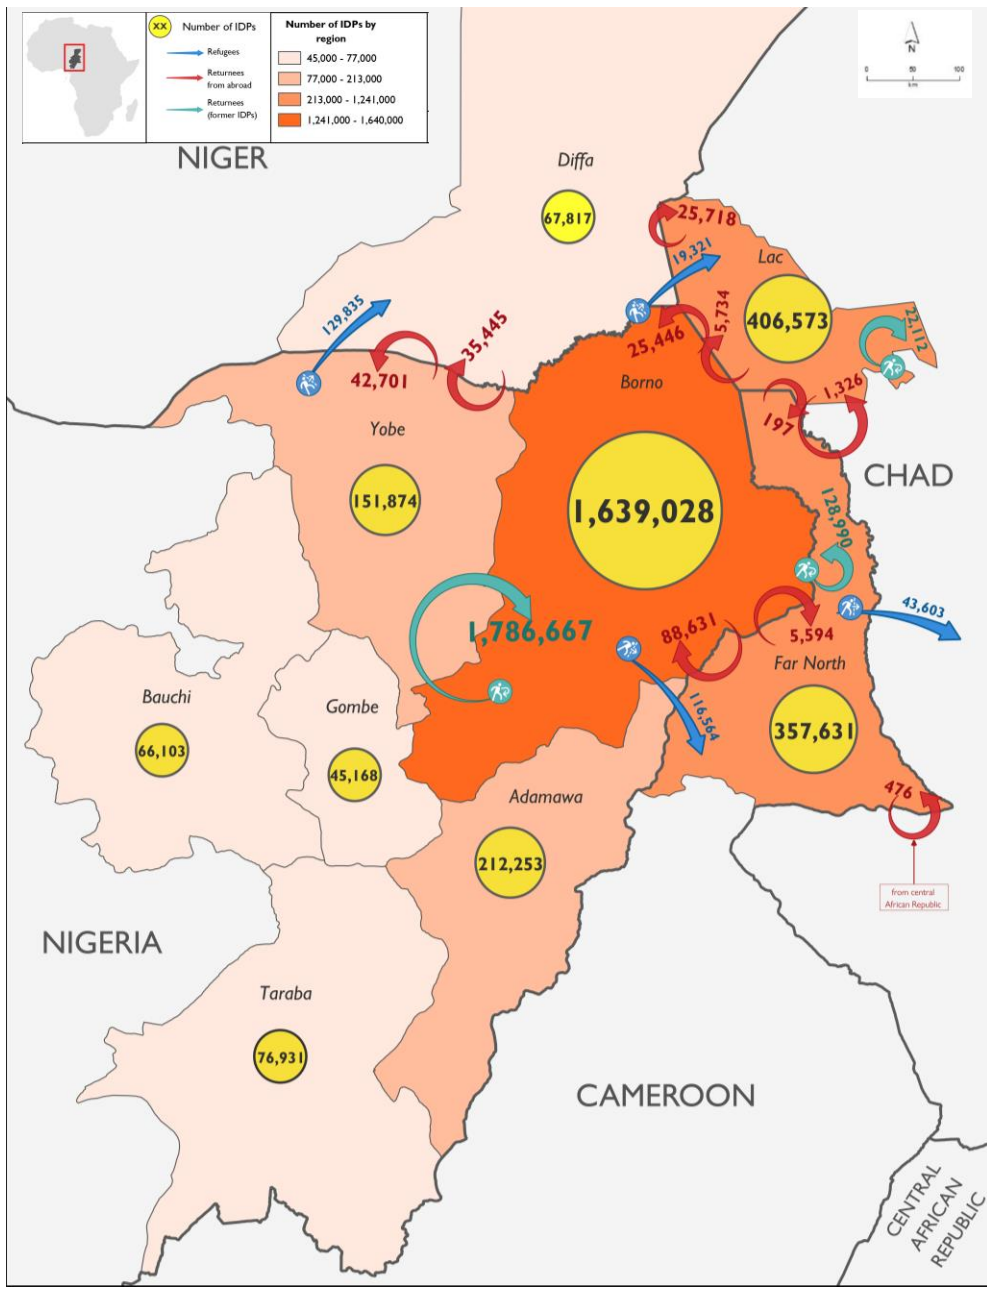 XX
Number of IDPs
Refugees
Returnees
from abroad
Returnees
(former IDPs)
Number of IDPs by
region
45,000 - 77,000
77,000 - 213,000
213,000 - 1,241,000
1,241,000 - 1,640,000
N
0 50 100
km
NIGER
Diffa
67,817
25,718
19,321
Lac
406,573
5,734
22,112
129,835
35,445
42,701
25,446
Borno
1,326
197
Yobe
CHAD
151,874
1,639,028
128,990
1,786,667
88,631
5,594
43,603
Far North
116,564
357,631
Bauchi
66,103
Gombe
45,168
476
Adamawa
212,253
from central
African Republic
NIGERIA
Taraba
76,931
CAMEROON
CENTRAL
AFRICAN
REPUBLIC